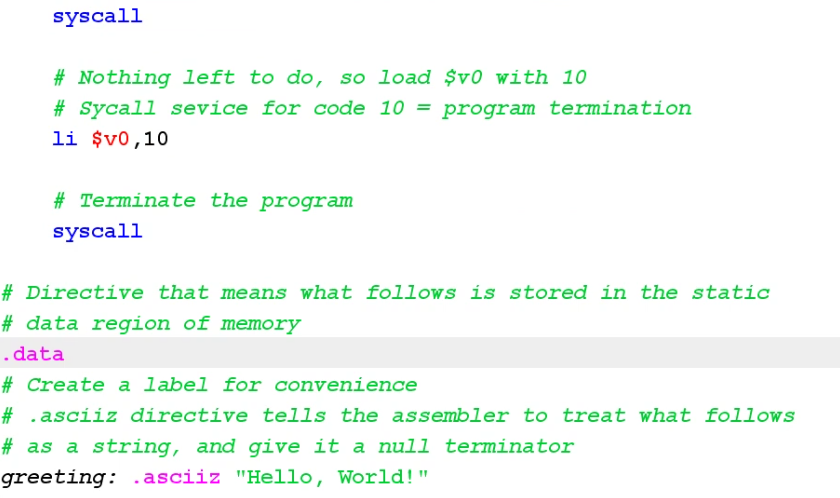 syscall
# Nothing left to do, so load $v0 with 10
# Sycall sevice for code 10 = program termination
li $v0,10
# Terminate the program
syscall
# Directive that means what follows is stored in the static
# data region of memory
.data
# Create a label for convenience
# .asciiz directive tells the assembler to treat what follows
# as a string, and give it a null terminator
greeting: .asciiz "Hello, World!"